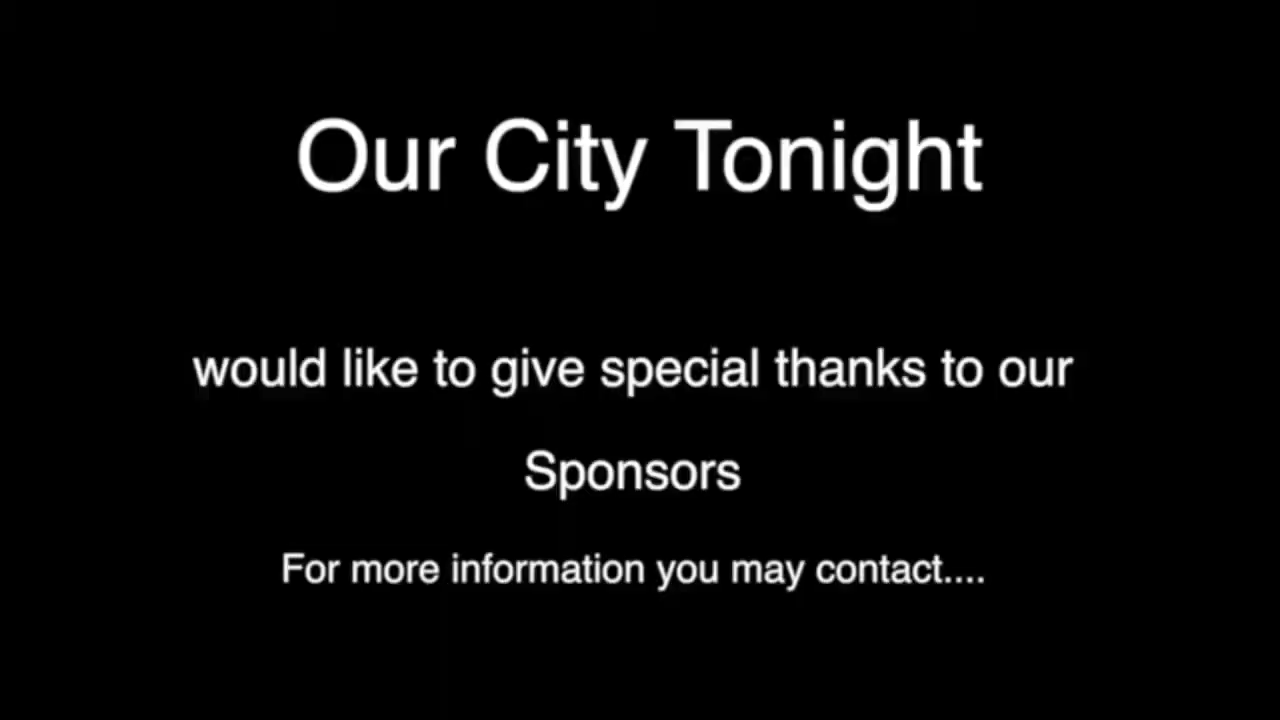 Our City Tonight
would like to give special thanks to our
Sponsors
For more information you may contact....